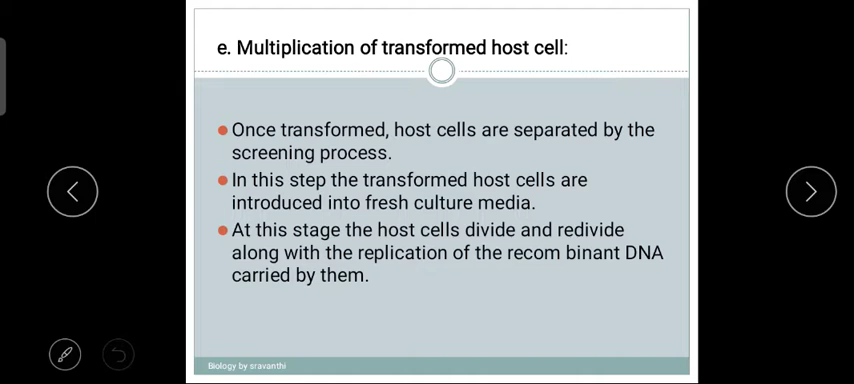 e. Multiplication of transformed host cell:
Once transformed, host cells are separated by the
screening process.
In this step the transformed host cells are
introduced into fresh culture media.
At this stage the host cells divide and redivide
along with the replication of the recom binant DNA
carried by them.
Biology by sravanthi